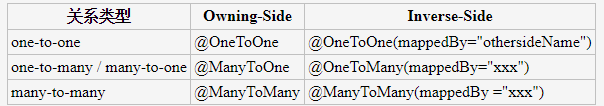 关系类型 Owning-Side Inverse-Side
one-to-one @OneToOne @OneToOne(mappedBy="othersideName")
one-to-many / many-to-one @ManyToOne @OneToMany(mappedBy="xxx")
many-to-many @ManyToMany @ManyToMany(mappedBy ="xxx")